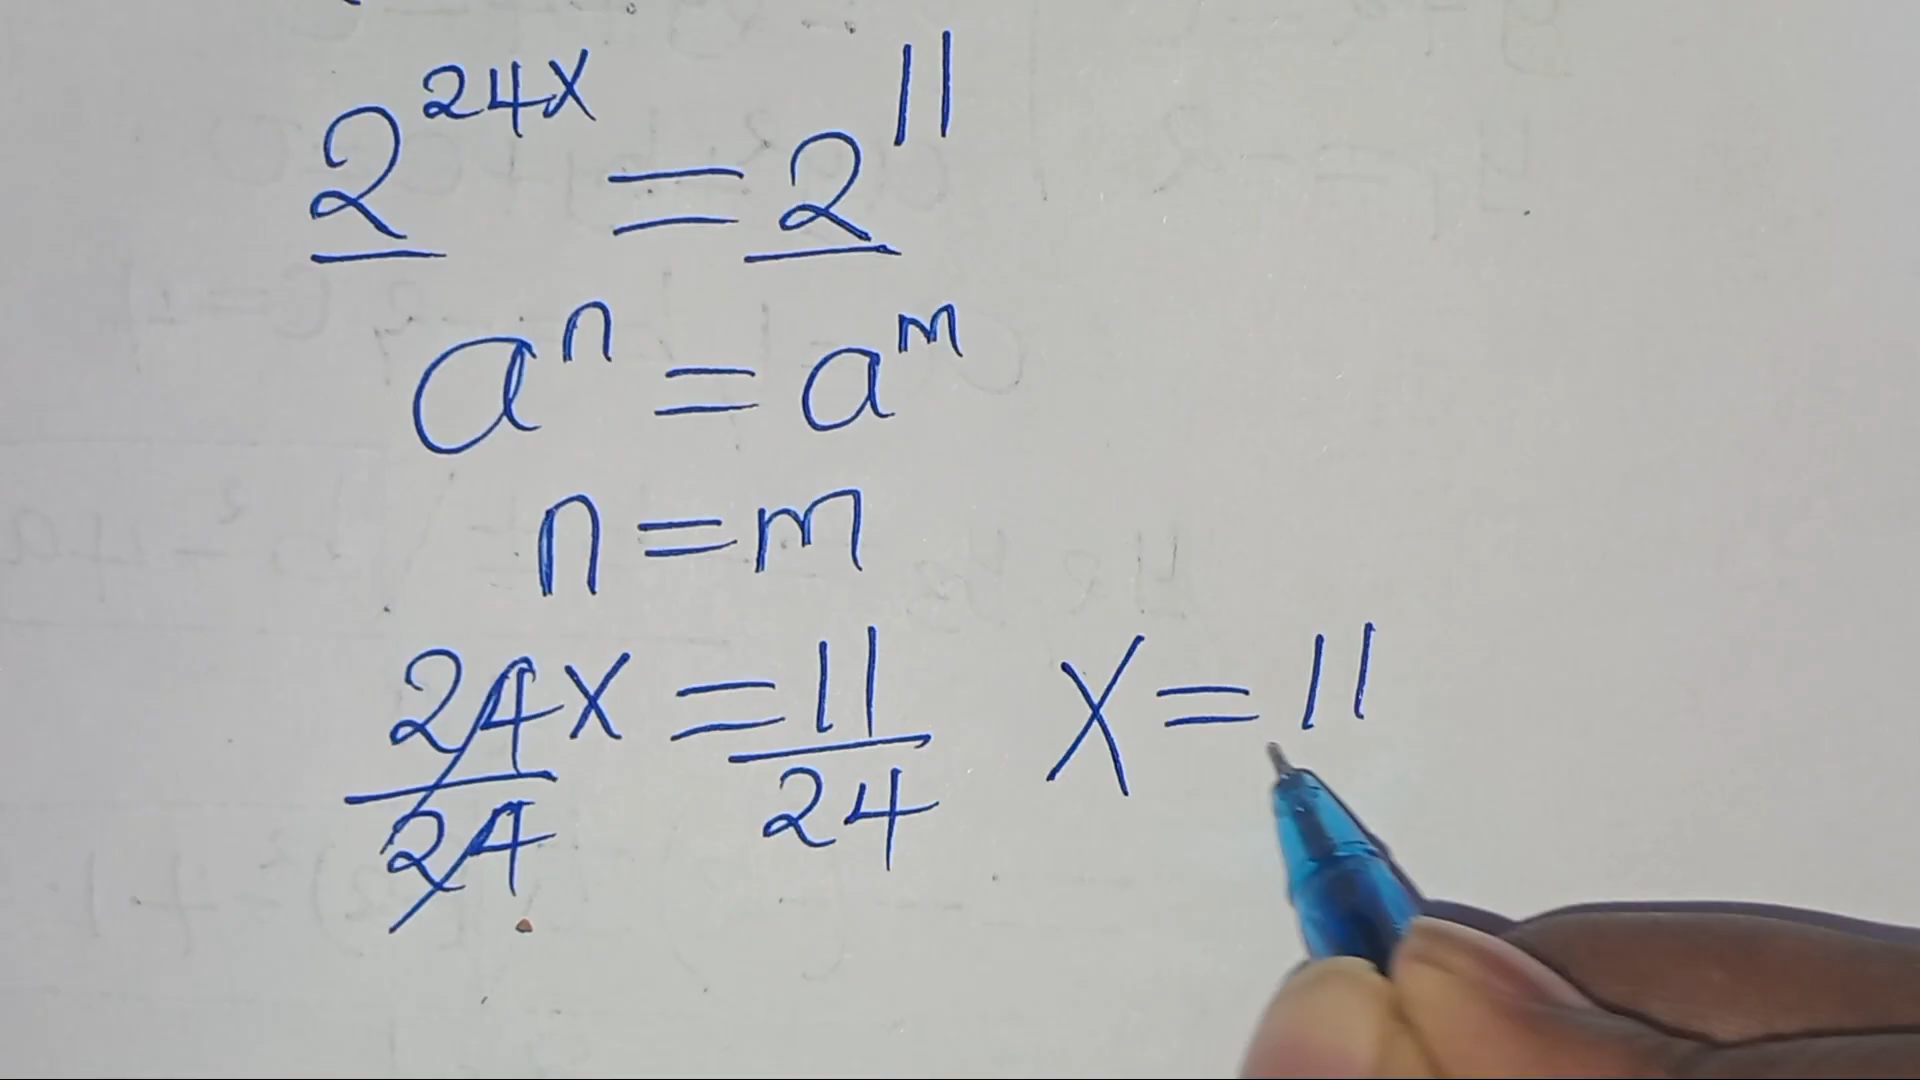 2^24x = 2^11
a^n = a^m
n = m
24x/24 = 11/24 x = 11